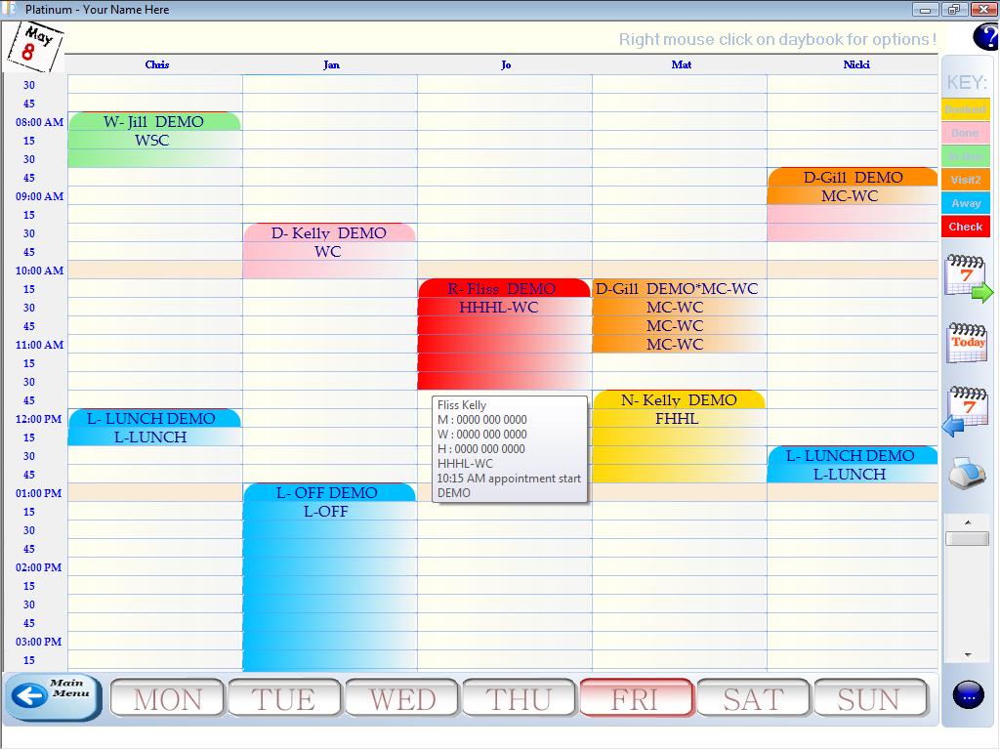 Platinum - Your Name Here
May
8
Right mouse click on daybook for options !
?
Chris Jan Jo Mat Nicki
KEY:
Booked
Done
In Use
Visit2
Away
Check
30
45
08:00 AM
15
30
45
09:00 AM
15
30
45
10:00 AM
15
30
45
11:00 AM
15
30
45
12:00 PM
15
30
45
01:00 PM
15
30
45
02:00 PM
15
30
45
03:00 PM
15
W- Jill DEMO
WSC
L- LUNCH DEMO
L-LUNCH
D- Kelly DEMO
WC
L- OFF DEMO
L-OFF
R- Fliss DEMO
HHHL-WC
Fliss Kelly
M : 0000 000 0000
W : 0000 000 0000
H : 0000 000 0000
HHHL-WC
10:15 AM appointment start
DEMO
D-Gill DEMO*MC-WC
MC-WC
MC-WC
MC-WC
N- Kelly DEMO
FHHL
D-Gill DEMO
MC-WC
L- LUNCH DEMO
L-LUNCH
7
Today
7
Main
Menu
MON TUE WED THU FRI SAT SUN
...